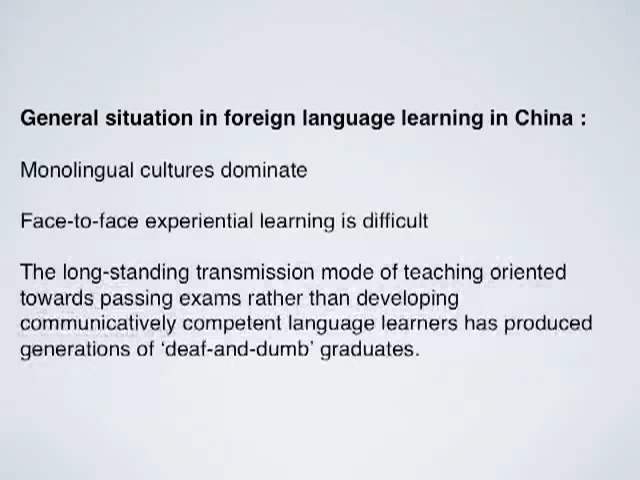 General situation in foreign language learning in China :
Monolingual cultures dominate
Face-to-face experiential learning is difficult
The long-standing transmission mode of teaching oriented
towards passing exams rather than developing
communicatively competent language learners has produced
generations of ‘deaf-and-dumb’ graduates.